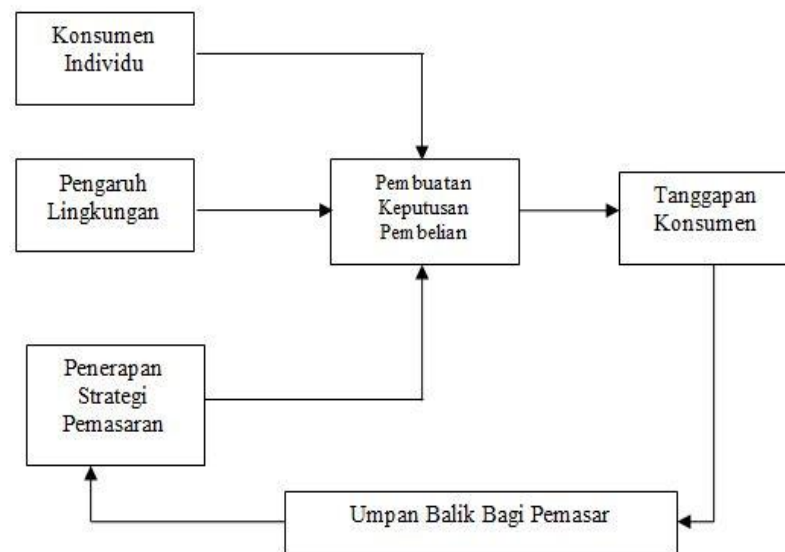 Konsumen
Individu
Pengaruh
Lingkungan
Pembuatan
Keputusan
Pembelian
Tanggapan
Konsumen
Penerapan
Strategi
Pemasaran
Umpan Balik Bagi Pemasar